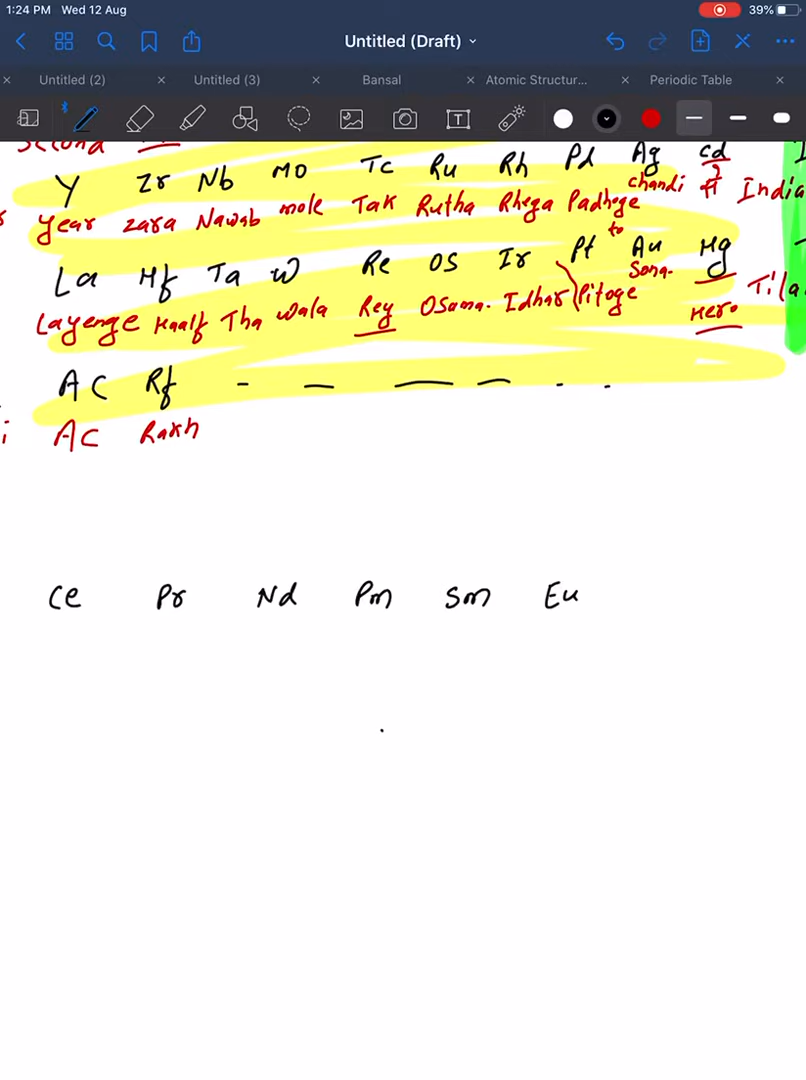 1:24 PM Wed 12 Aug 39%
Untitled (Draft)
Untitled (2) Untitled (3) Bansal Atomic Structur... Periodic Table
T
Second
Y Zr Nb Mo Tc Ru Rh Pd Ag Cd
Year zara Nawab mole Tak Rutha Rhega Padhoge to chandi India
La Hf Ta W Re Os Ir Pt Au Hg
Layenge Haalf Tha wala Rey Osama. Idhar Pitoge Sona. Hero
AC Rf - - - - . .
AC Rakh
Ce Pr Nd Pm Sm Eu